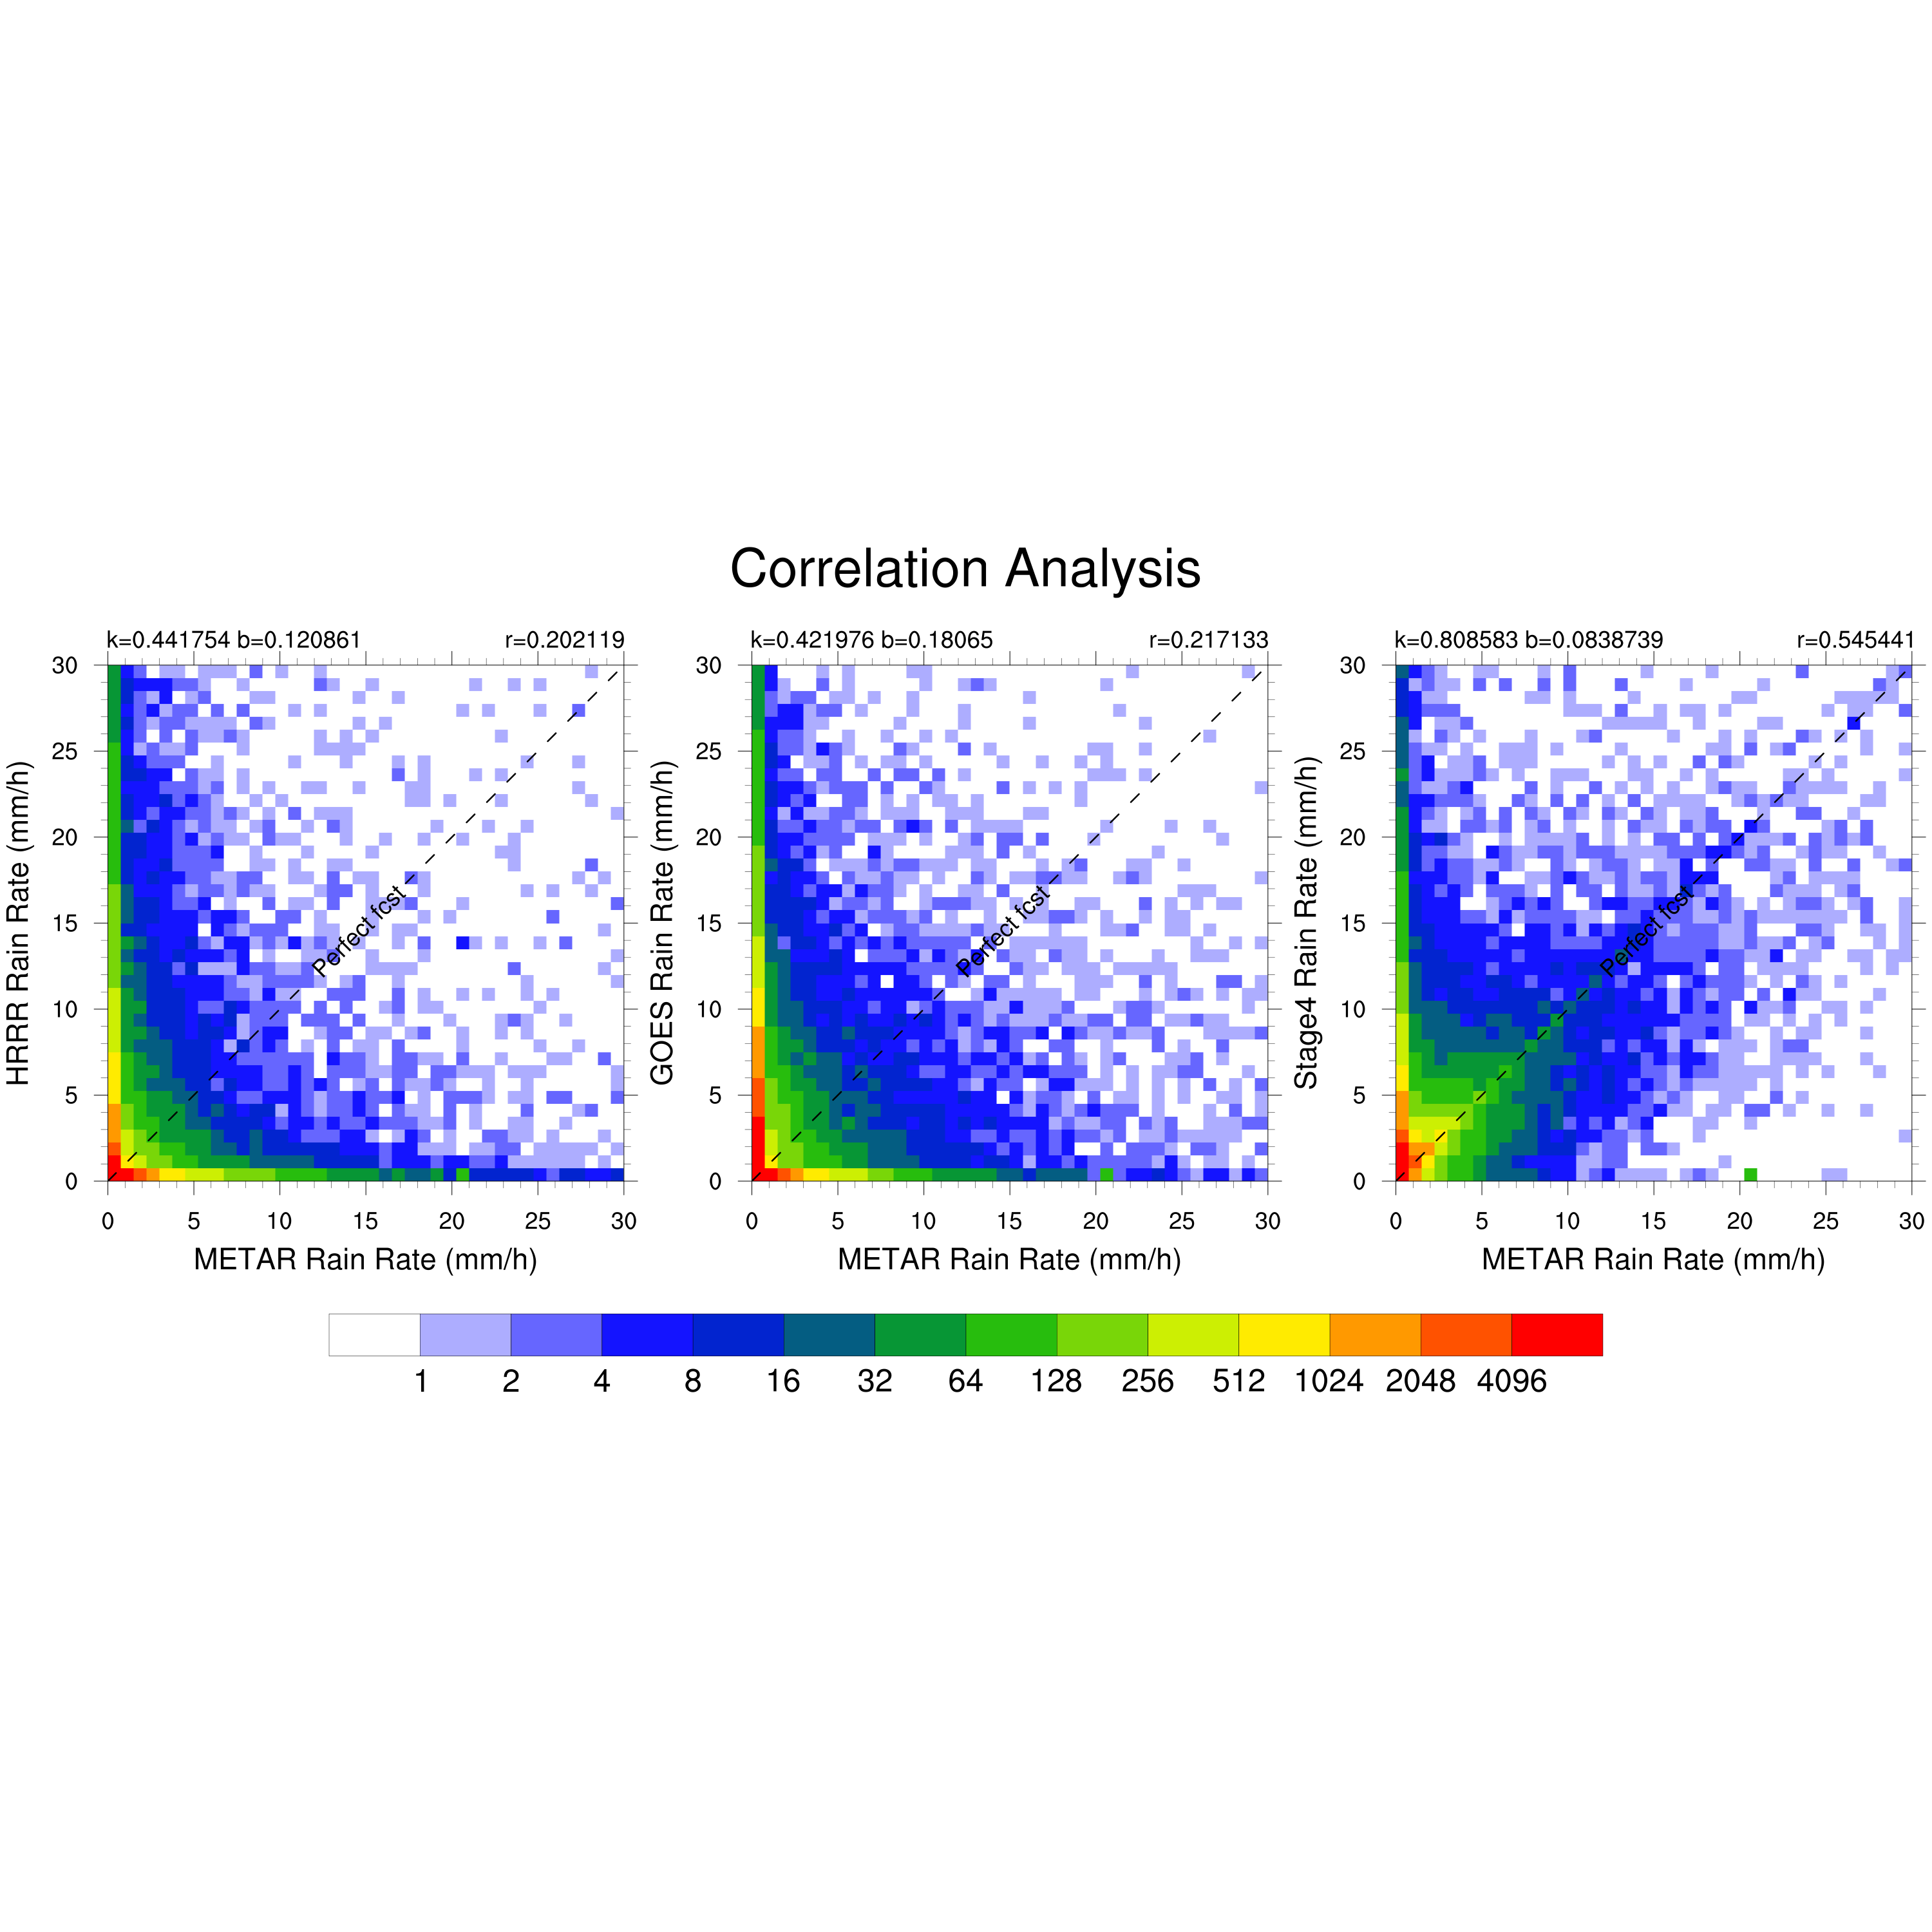 Correlation Analysis
k=0.441754 b=0.120861 r=0.202119
30
25
20
15
10
5
0
HRRR Rain Rate (mm/h)
Perfect fcst
0 5 10 15 20 25 30
METAR Rain Rate (mm/h)
k=0.421976 b=0.18065 r=0.217133
30
25
20
15
10
5
0
GOES Rain Rate (mm/h)
Perfect fcst
0 5 10 15 20 25 30
METAR Rain Rate (mm/h)
k=0.808583 b=0.0838739 r=0.545441
30
25
20
15
10
5
0
Stage4 Rain Rate (mm/h)
Perfect fcst
0 5 10 15 20 25 30
METAR Rain Rate (mm/h)
1 2 4 8 16 32 64 128 256 512 1024 2048 4096